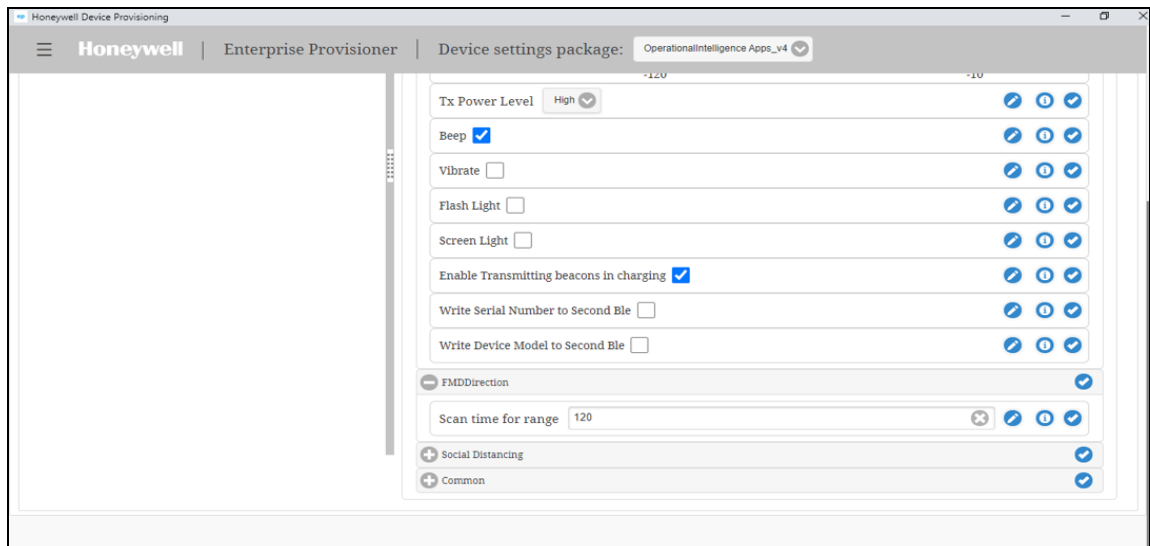 Honeywell Device Provisioning
Honeywell | Enterprise Provisioner | Device settings package: OperationalIntelligence Apps_v4
-120 -10
Tx Power Level High
Beep
Vibrate
Flash Light
Screen Light
Enable Transmitting beacons in charging
Write Serial Number to Second Ble
Write Device Model to Second Ble
FMDDirection
Scan time for range 120
Social Distancing
Common